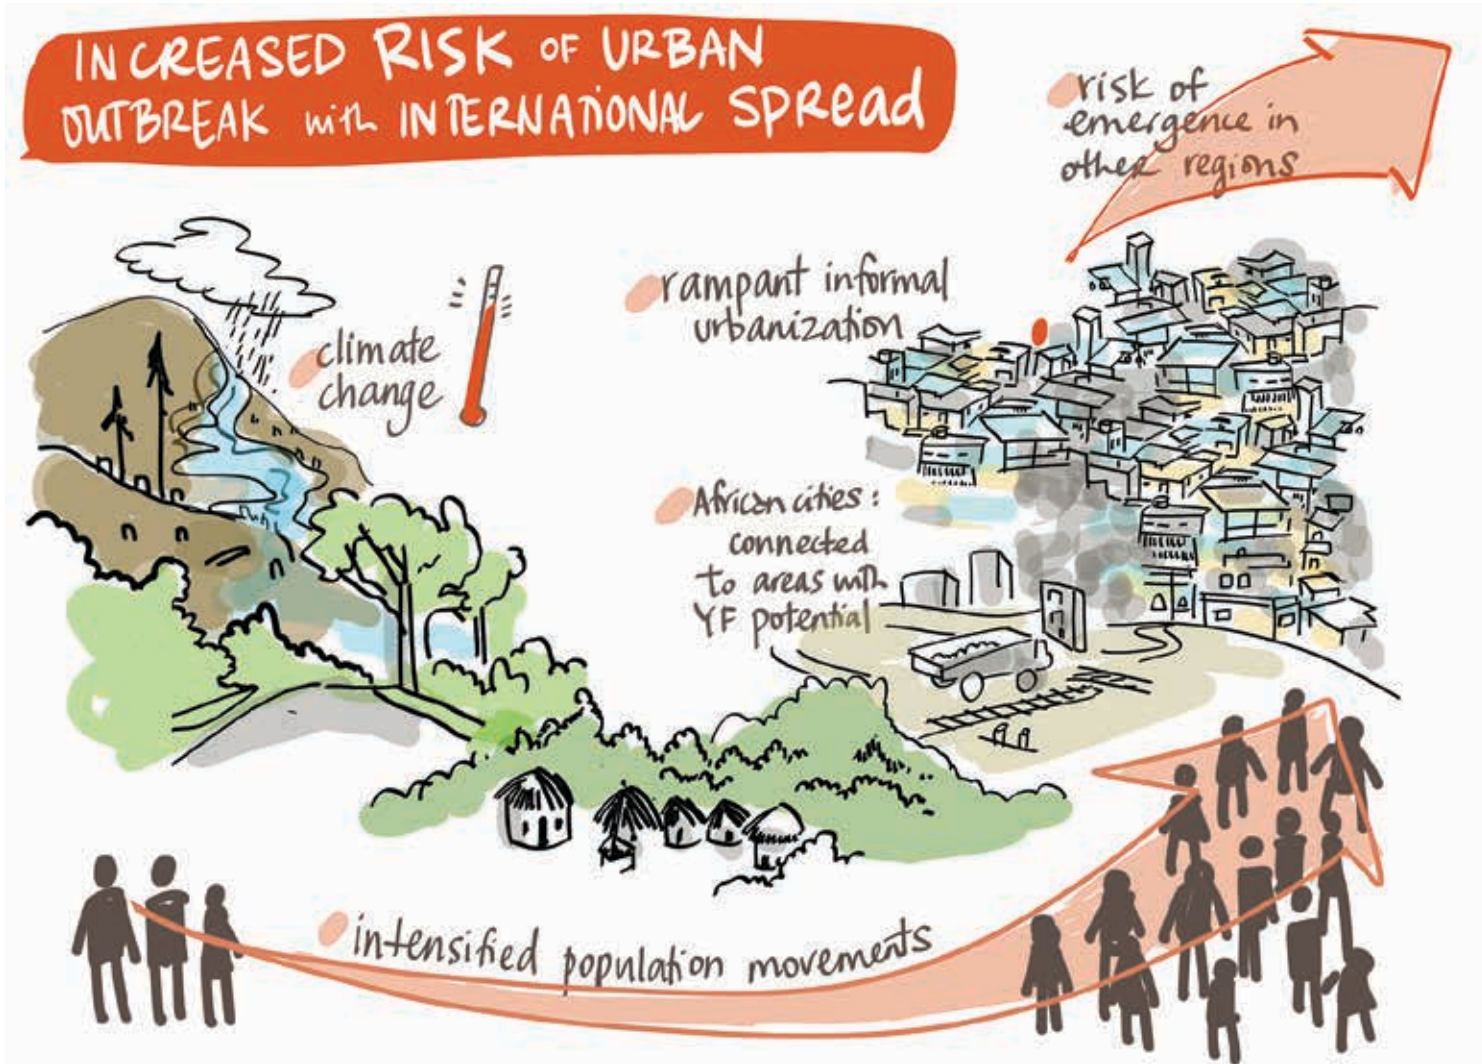 INCREASED RISK OF URBAN
OUTBREAK with INTERNATIONAL SPREAD
risk of
emergence in
other regions
climate
change
rampant informal
urbanization
African cities:
connected
to areas with
YF potential
intensified population movements